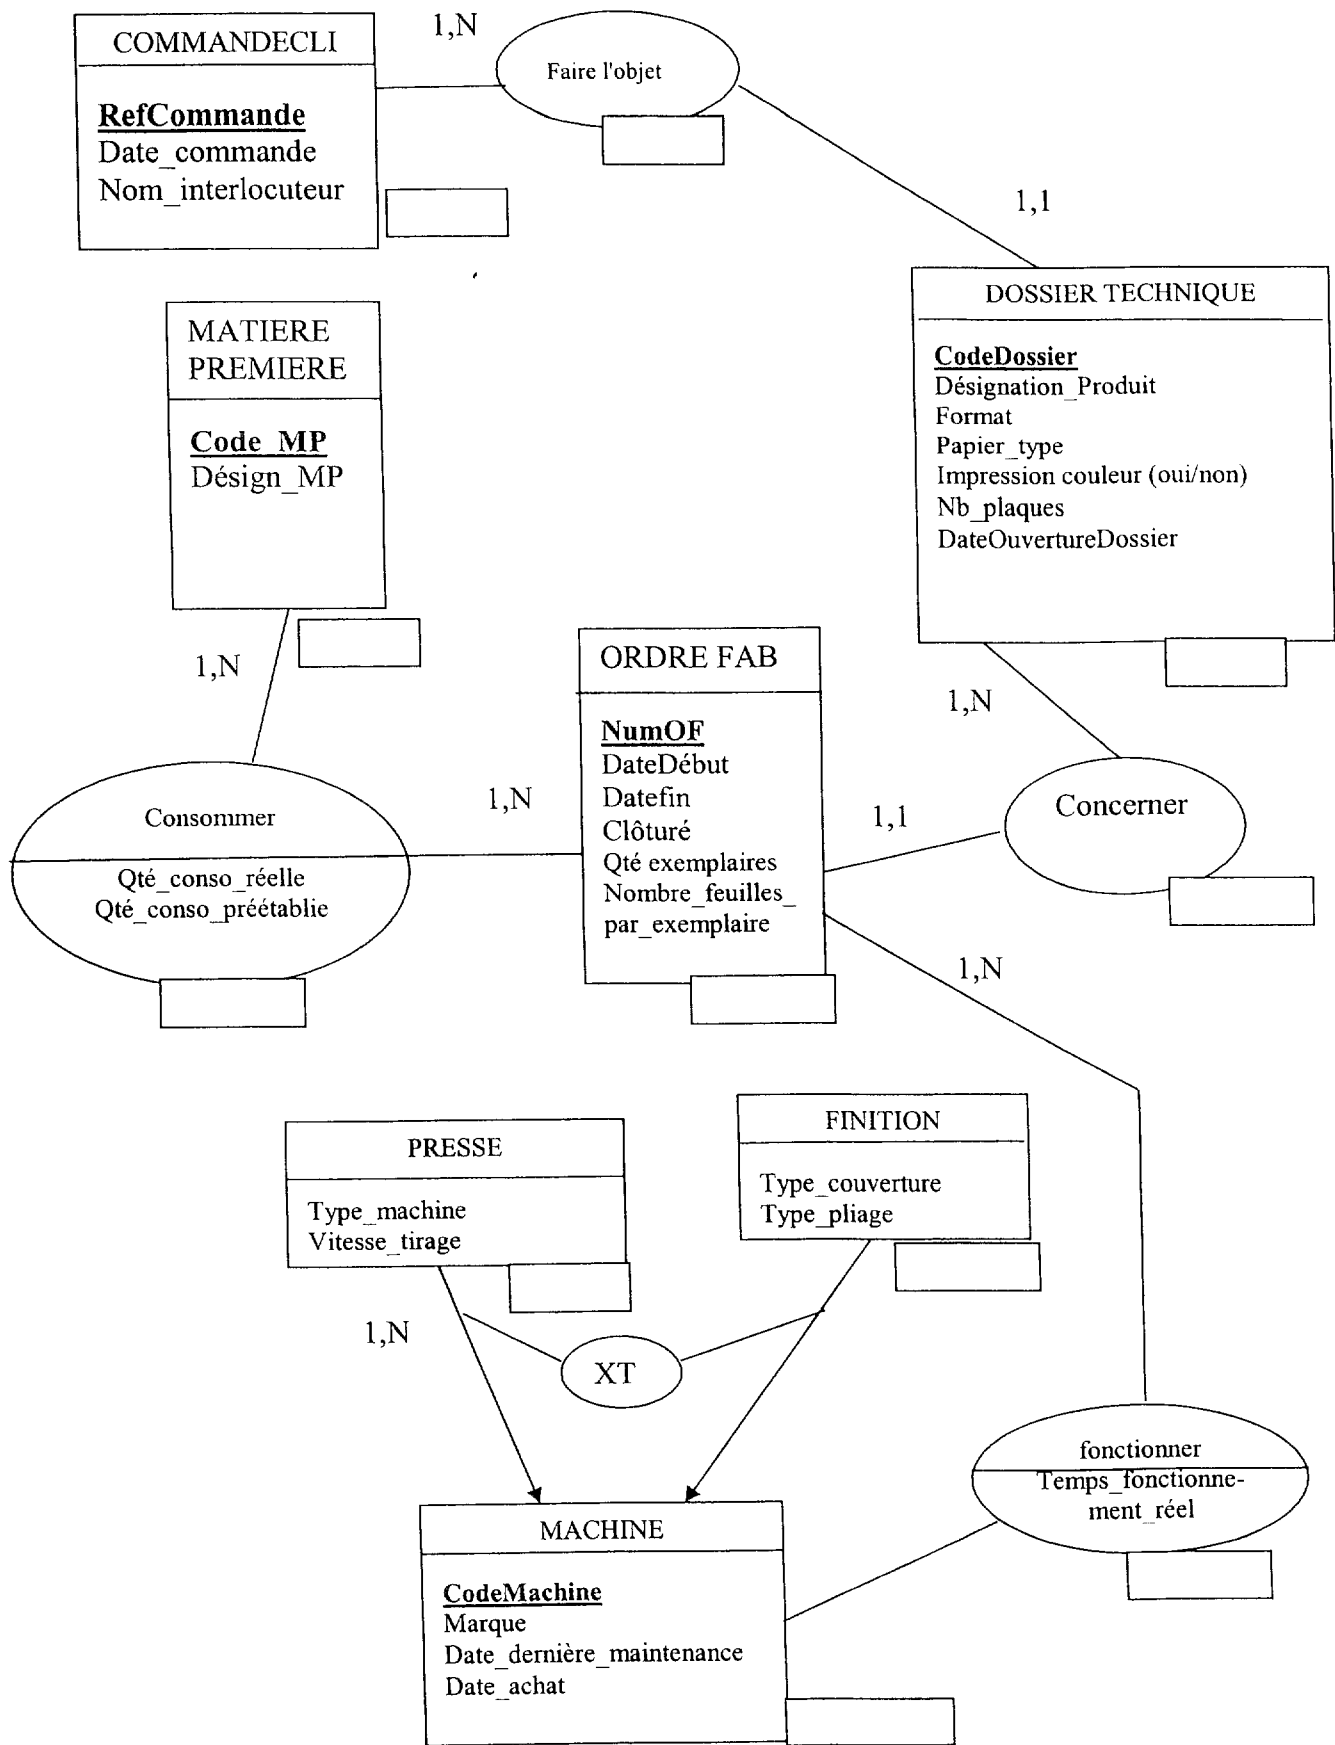 1,N
COMMANDECLI
Faire l'objet
RefCommande
Date_commande
Nom_interlocuteur
1,1
DOSSIER TECHNIQUE
CodeDossier
Désignation_Produit
Format
Papier_type
Impression couleur (oui/non)
Nb_plaques
DateOuvertureDossier
MATIERE
PREMIERE
Code_MP
Désign_MP
1,N
ORDRE FAB
NumOF
DateDébut
Datefin
Clôturé
Qté exemplaires
Nombre_feuilles_
par_exemplaire
1,N
Concerner
1,1
1,N
Consommer
Qté_conso_réelle
Qté_conso_préétablie
1,N
PRESSE
Type_machine
Vitesse_tirage
FINITION
Type_couverture
Type_pliage
1,N
XT
fonctionner
Temps_fonctionne-
ment_réel
MACHINE
CodeMachine
Marque
Date_dernière_maintenance
Date_achat